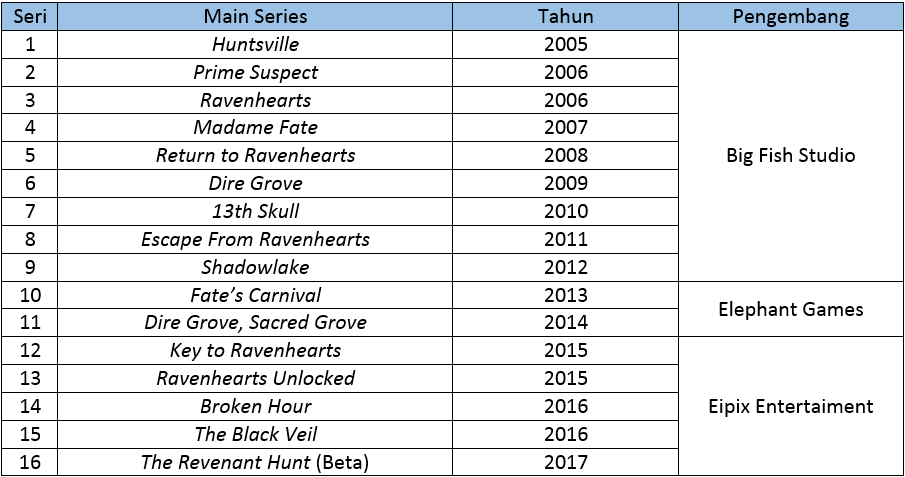 Seri Main Series Tahun Pengembang
1 Huntsville 2005
2 Prime Suspect 2006
3 Ravenhearts 2006
4 Madame Fate 2007
5 Return to Ravenhearts 2008 Big Fish Studio
6 Dire Grove 2009
7 13th Skull 2010
8 Escape From Ravenhearts 2011
9 Shadowlake 2012
10 Fate’s Carnival 2013 Elephant Games
11 Dire Grove, Sacred Grove 2014
12 Key to Ravenhearts 2015
13 Ravenhearts Unlocked 2015
14 Broken Hour 2016 Eipix Entertaiment
15 The Black Veil 2016
16 The Revenant Hunt (Beta) 2017